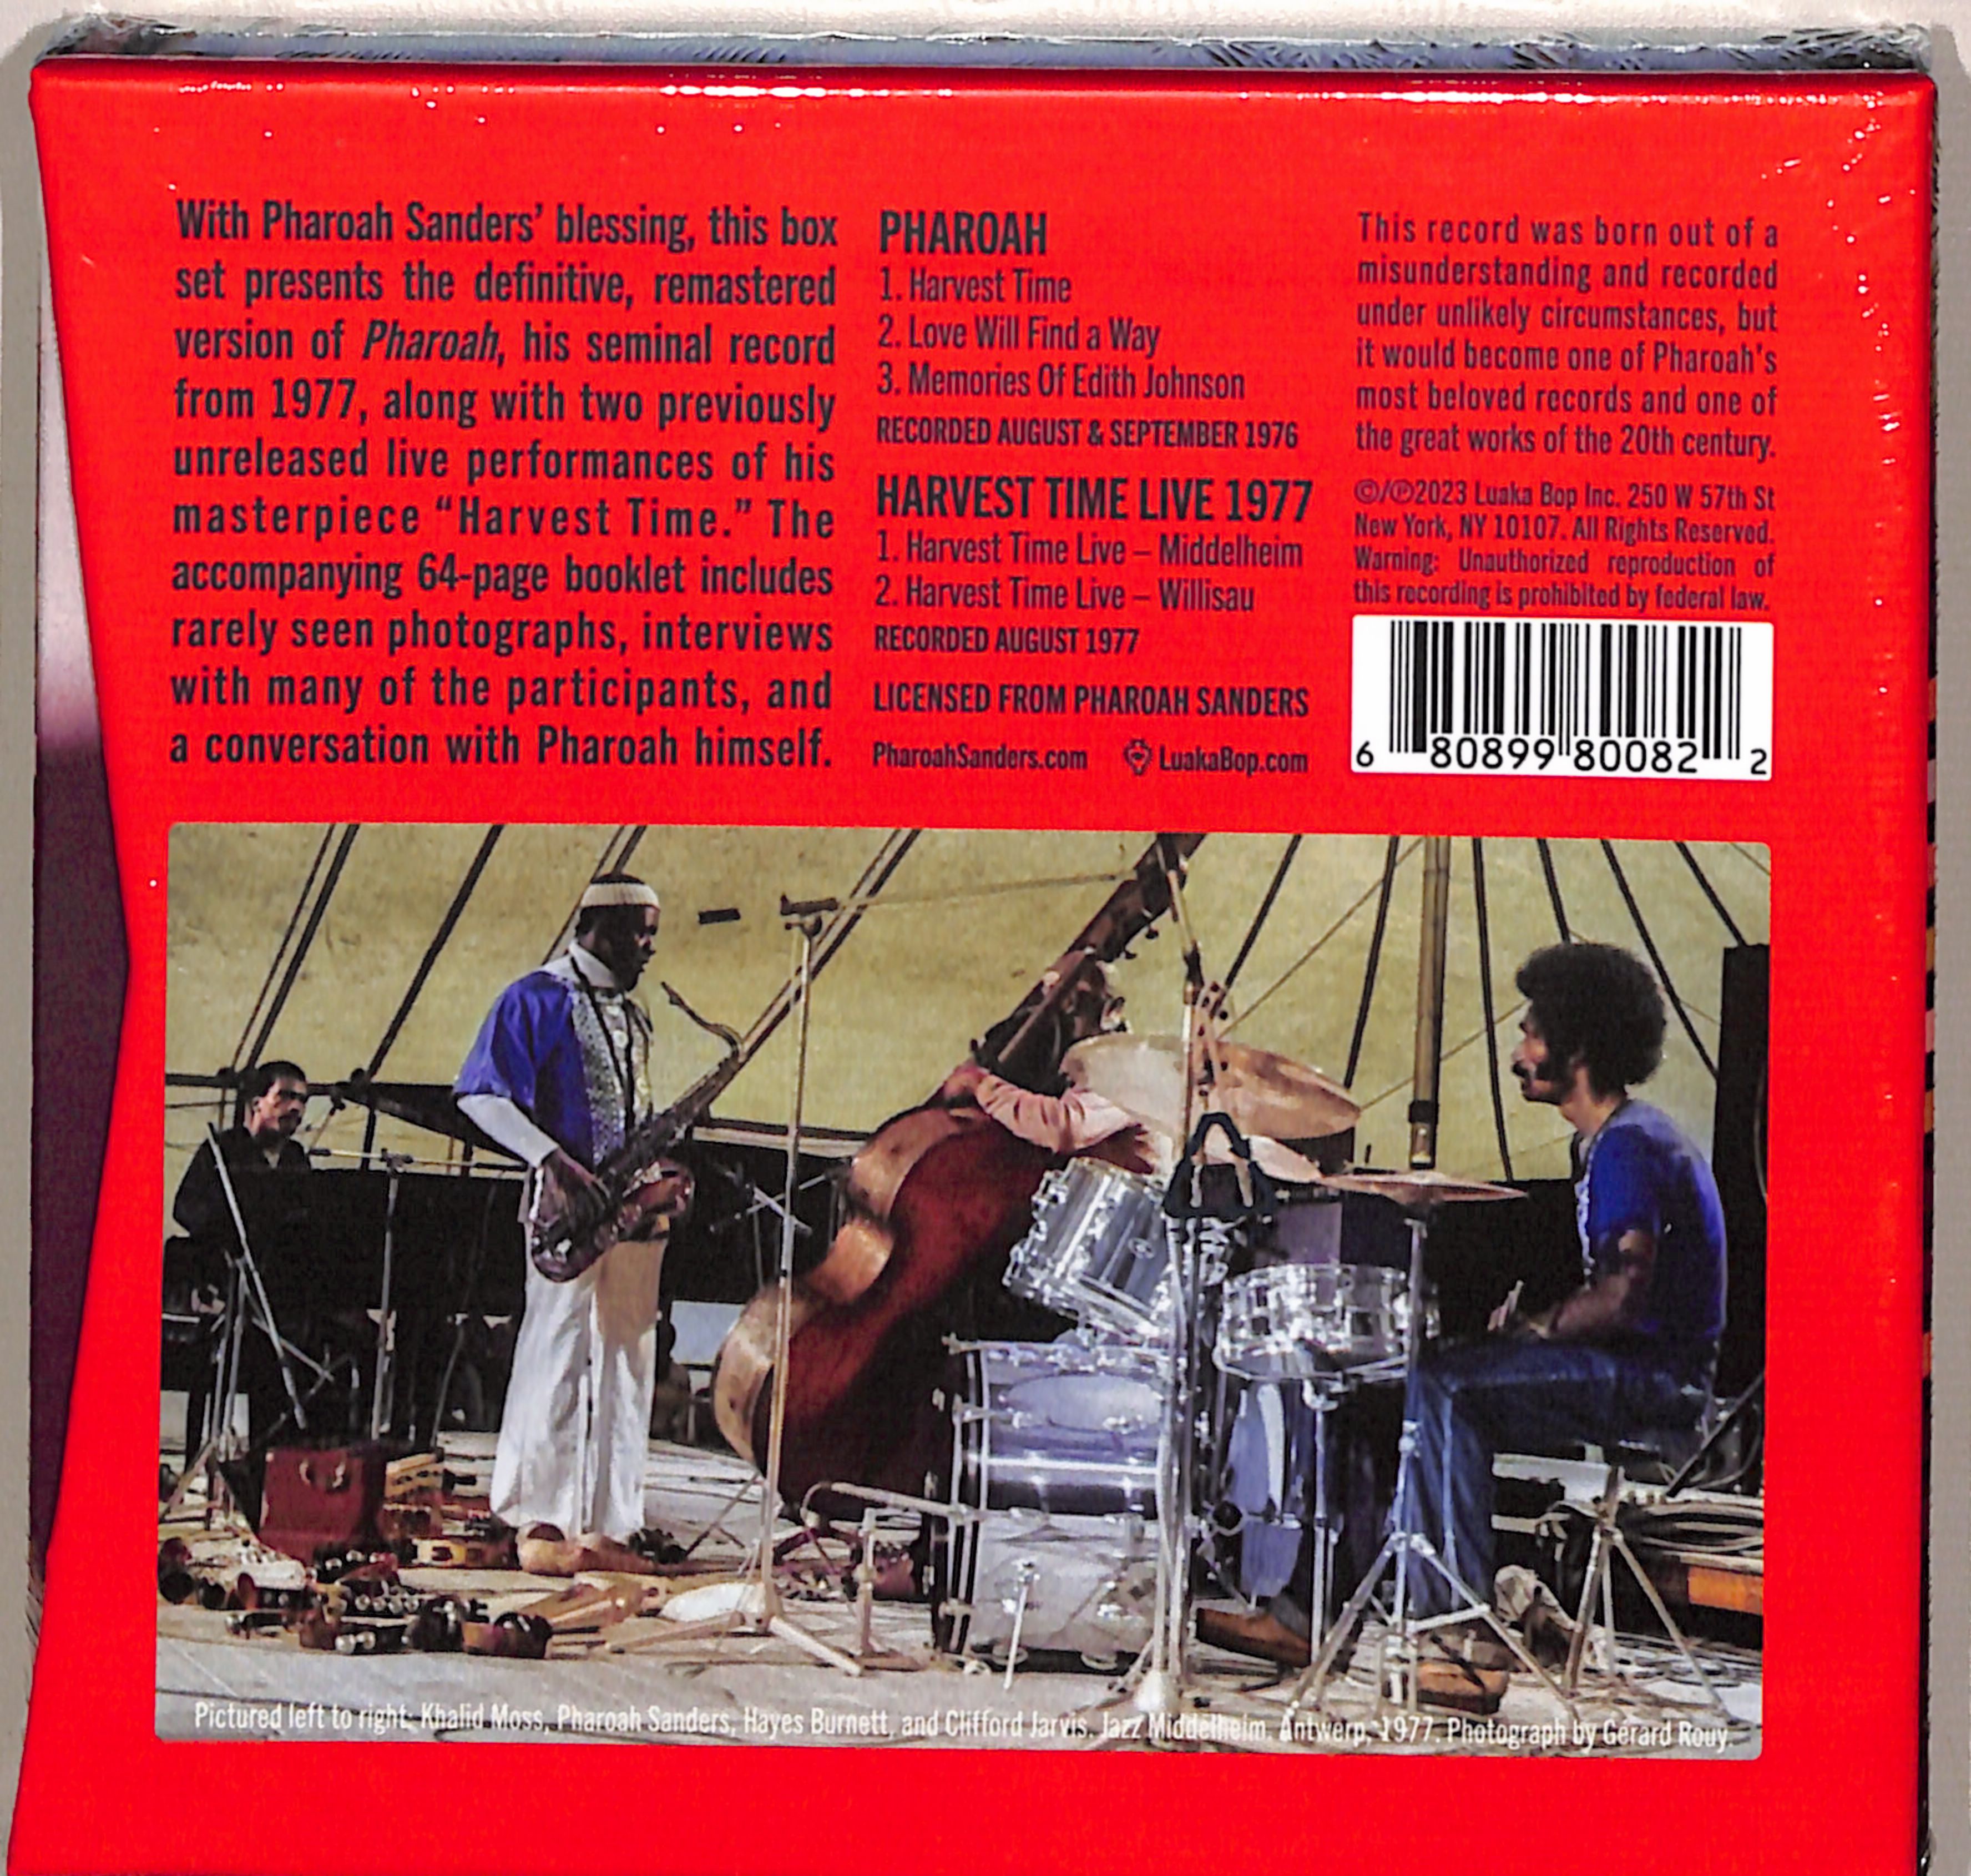 With Pharoah Sanders’ blessing, this box
set presents the definitive, remastered
version of Pharoah, his seminal record
from 1977, along with two previously
unreleased live performances of his
masterpiece “Harvest Time.” The
accompanying 64-page booklet includes
rarely seen photographs, interviews
with many of the participants, and
a conversation with Pharoah himself.
PHAROAH
1. Harvest Time
2. Love Will Find a Way
3. Memories Of Edith Johnson
RECORDED AUGUST & SEPTEMBER 1976
HARVEST TIME LIVE 1977
1. Harvest Time Live – Middelheim
2. Harvest Time Live – Willisau
RECORDED AUGUST 1977
LICENSED FROM PHAROAH SANDERS
PharoahSanders.com LuakaBop.com
This record was born out of a
misunderstanding and recorded
under unlikely circumstances, but
it would become one of Pharoah's
most beloved records and one of
the great works of the 20th century.
©/℗2023 Luaka Bop Inc. 250 W 57th St
New York, NY 10107. All Rights Reserved.
Warning: Unauthorized reproduction of
this recording is prohibited by federal law.
6 80899 80082 2
Pictured left to right: Khalid Moss, Pharoah Sanders, Hayes Burnett, and Clifford Jarvis. Jazz Middelheim, Antwerp, 1977. Photograph by Gérard Rouy.